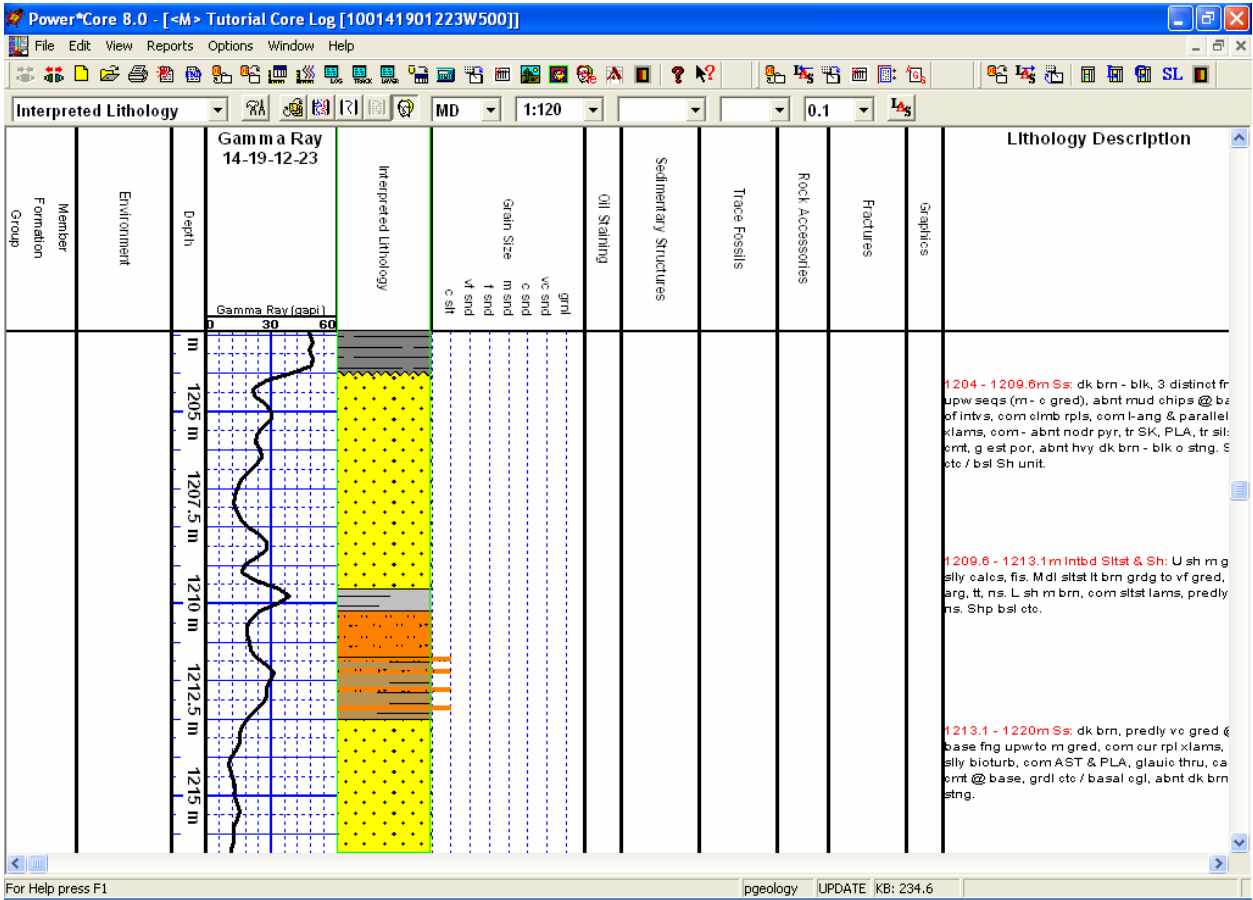 Power*Core 8.0 - [<M> Tutorial Core Log [100141901223W500]]
File Edit View Reports Options Window Help
LOG TRACK LAYER SL
Interpreted Lithology MD 1:120 0.1 LAS
Group
Formation
Member
Environment
Depth
Gamma Ray
14-19-12-23
Gamma Ray (gapi)
0 30 60
Interpreted Lithology
Grain Size
c slt
vf snd
f snd
m snd
c snd
vc snd
grnl
Oil Staining
Sedimentary Structures
Trace Fossils
Rock Accessories
Fractures
Graphics
Lithology Description
m
1205 m
1207.5 m
1210 m
1212.5 m
1215 m
1204 - 1209.6m Ss: dk brn - blk, 3 distinct fr
upw seqs (m - c gred), abnt mud chips @ ba
of intvs, com clmb rpls, com l-ang & parallel
xlams, com - abnt nodr pyr, tr SK, PLA, tr sil
cmt, g est por, abnt hvy dk brn - blk o stng. S
ctc / bsl Sh unit.
1209.6 - 1213.1m Intbd Sltst & Sh: U sh m g
slly calcs, fis. Mdl sltst lt brn grdg to vf gred,
arg, tt, ns. L sh m brn, com sltst lams, predly
ns. Shp bsl ctc.
1213.1 - 1220m Ss: dk brn, predly vc gred @
base fng upw to m gred, com cur rpl xlams,
slly bioturb, com AST & PLA, glauic thru, ca
cmt @ base, grdl ctc / basal cgl, abnt dk brn
stng.
For Help press F1
pgeology UPDATE KB: 234.6